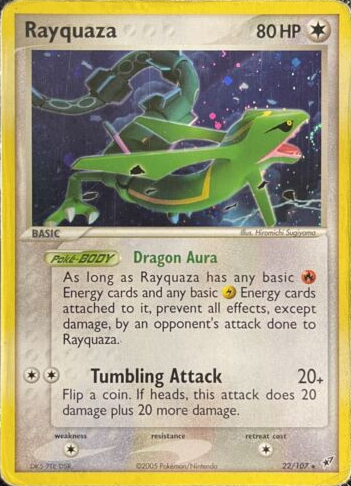 Rayquaza 80 HP
BASIC Illus. Hiromichi Sugiyama
Poké-BODY Dragon Aura
As long as Rayquaza has any basic
Energy cards and any basic Energy cards
attached to it, prevent all effects, except
damage, by an opponent's attack done to
Rayquaza.
Tumbling Attack 20+
Flip a coin. If heads, this attack does 20
damage plus 20 more damage.
weakness resistance retreat cost
©2005 Pokémon/Nintendo 22/107